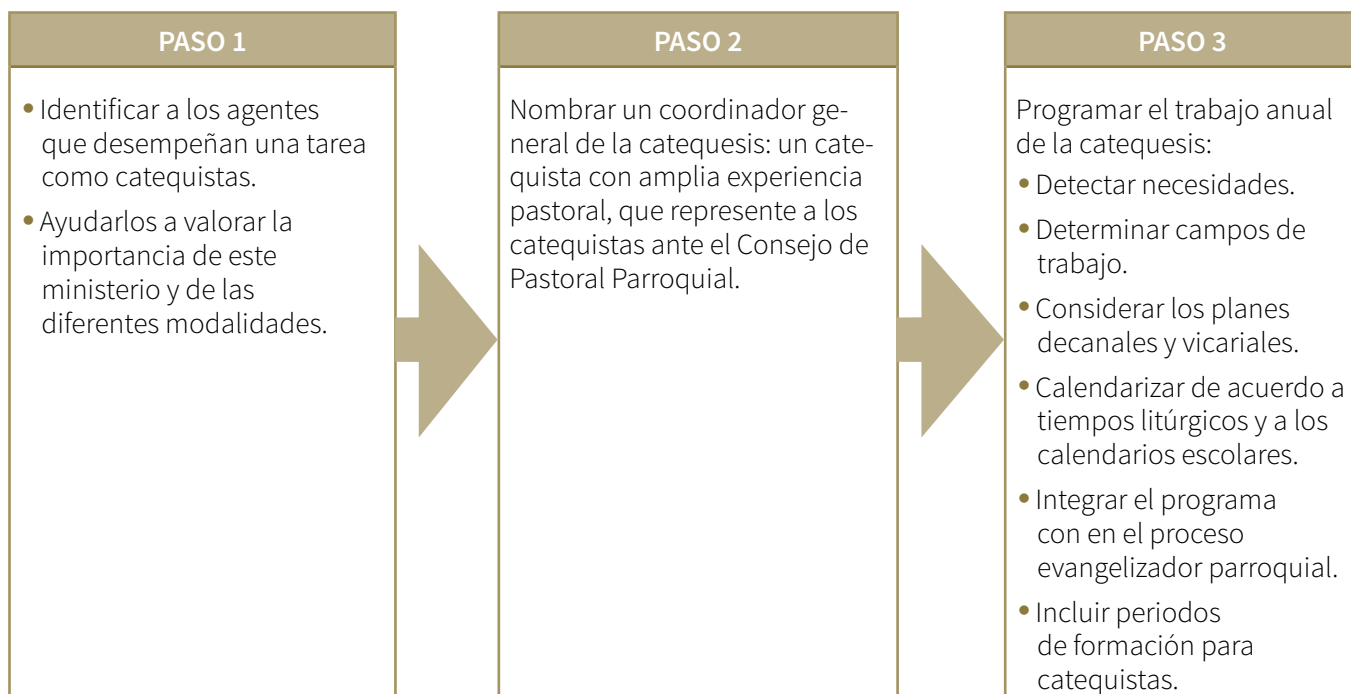 PASO 1
• Identificar a los agentes
que desempeñan una tarea
como catequistas.
• Ayudarlos a valorar la
importancia de este
ministerio y de las
diferentes modalidades.
PASO 2
Nombrar un coordinador ge-
neral de la catequesis: un cate-
quista con amplia experiencia
pastoral, que represente a los
catequistas ante el Consejo de
Pastoral Parroquial.
PASO 3
Programar el trabajo anual
de la catequesis:
• Detectar necesidades.
• Determinar campos de
trabajo.
• Considerar los planes
decanales y vicariales.
• Calendarizar de acuerdo a
tiempos litúrgicos y a los
calendarios escolares.
• Integrar el programa
con en el proceso
evangelizador parroquial.
• Incluir periodos
de formación para
catequistas.